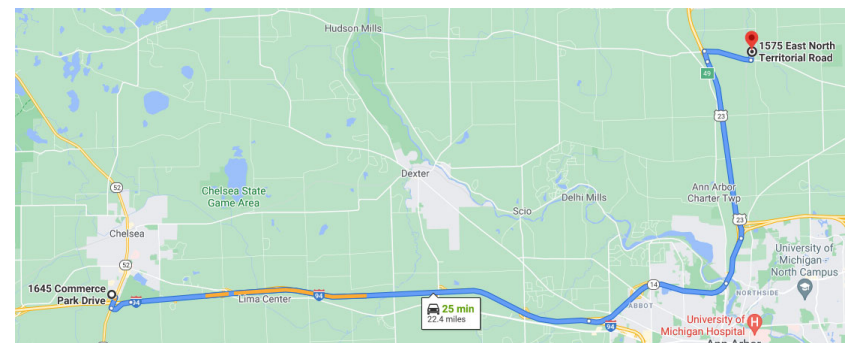 Hudson Mills
1575 East North
Territorial Road
49
23
52
Chelsea State
Game Area
Dexter
Delhi Mills
Ann Arbor
Charter Twp
Scio
23
Chelsea
University of
Michigan -
North Campus
52
1645 Commerce
Park Drive
94
Lima Center
94
25 min
22.4 miles
14
NORTHSIDE
ABBOT
94
University of
Michigan Hospital
H
Ann Arbor